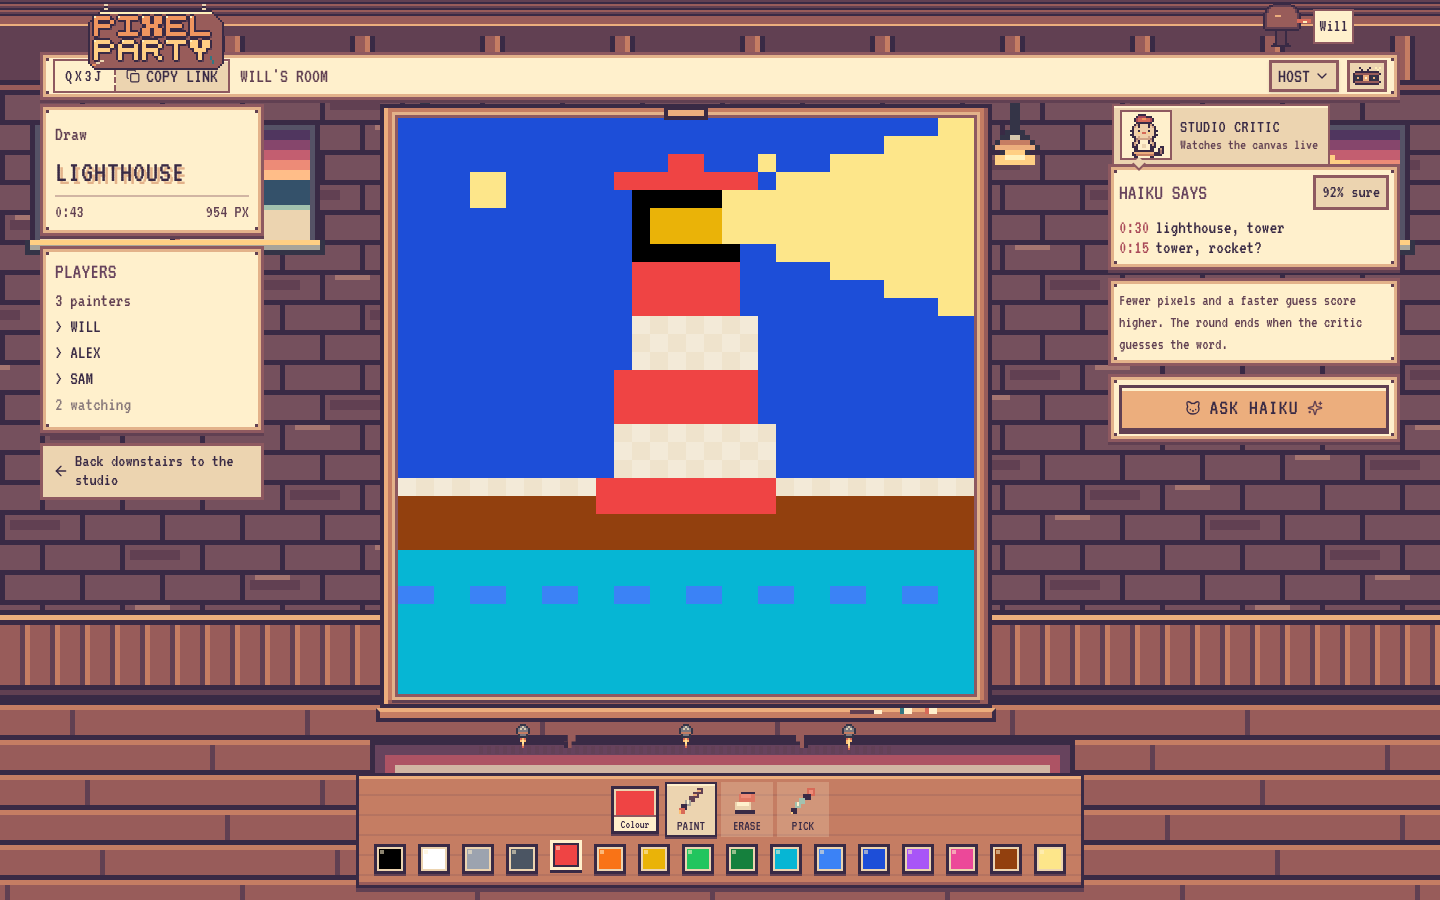 PIXEL
PARTY
Will
QX3J
COPY LINK
WILL'S ROOM
HOST
Draw
LIGHTHOUSE
0:43
954 PX
PLAYERS
3 painters
> WILL
> ALEX
> SAM
2 watching
Back downstairs to the
studio
STUDIO CRITIC
Watches the canvas live
HAIKU SAYS
92% sure
0:30 lighthouse, tower
0:15 tower, rocket?
Fewer pixels and a faster guess score
higher. The round ends when the critic
guesses the word.
ASK HAIKU
Colour
PAINT
ERASE
PICK